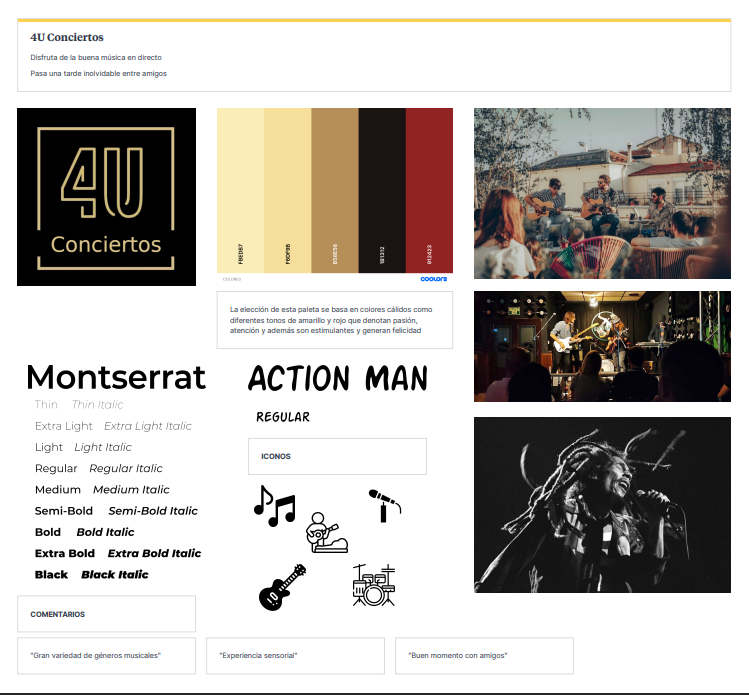 4U Conciertos
Disfruta de la buena música en directo
Pasa una tarde inolvidable entre amigos
4U
Conciertos
FBEDB7
F6DF9B
B58E56
1B1312
912423
COLORES
coolors
La elección de esta paleta se basa en colores cálidos como
diferentes tonos de amarillo y rojo que denotan pasión,
atención y además son estimulantes y generan felicidad
Montserrat
Thin Thin Italic
Extra Light Extra Light Italic
Light Light Italic
Regular Regular Italic
Medium Medium Italic
Semi-Bold Semi-Bold Italic
Bold Bold Italic
Extra Bold Extra Bold Italic
Black Black Italic
ACTION MAN
REGULAR
ICONOS
COMENTARIOS
"Gran variedad de géneros musicales"
"Experiencia sensorial"
"Buen momento con amigos"